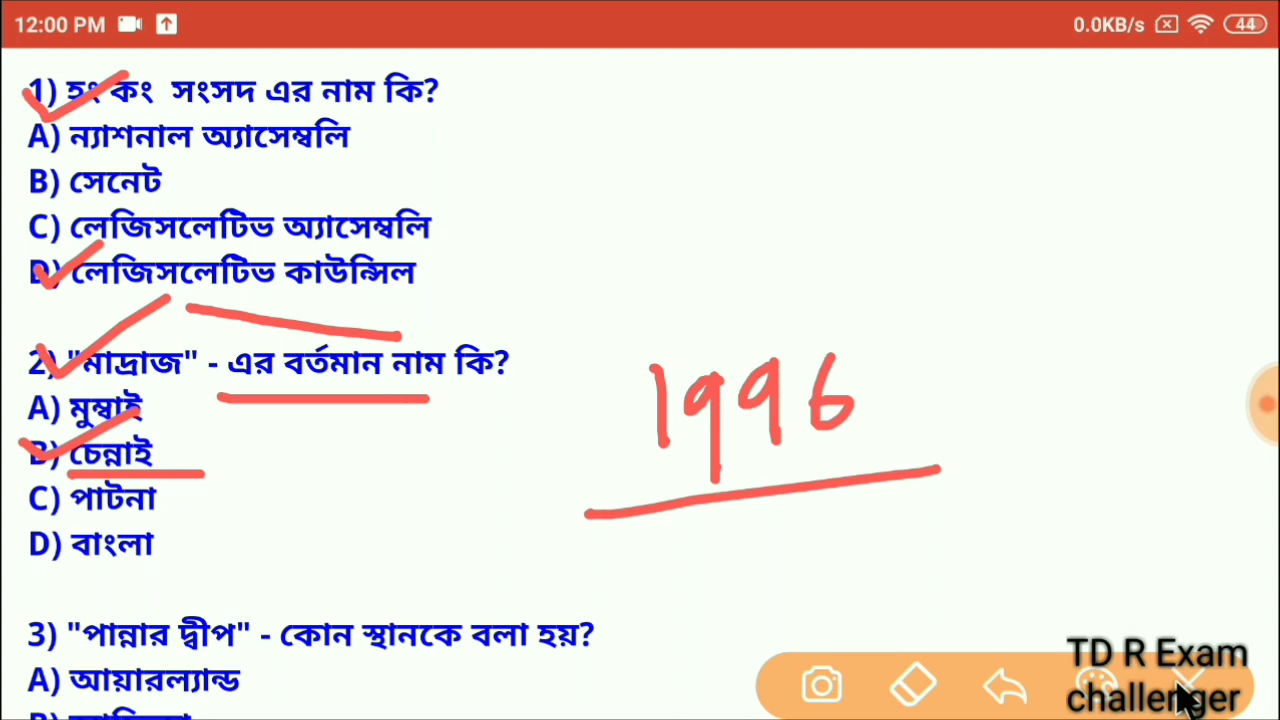 12:00 PM 0.0KB/s 44
1) হং কং সংসদ এর নাম কি?
A) ন্যাশনাল অ্যাসেম্বলি
B) সেনেট
C) লেজিসলেটিভ অ্যাসেম্বলি
D) লেজিসলেটিভ কাউন্সিল
2) "মাদ্রাজ" - এর বর্তমান নাম কি?
A) মুম্বাই
B) চেন্নাই
C) পাটনা
D) বাংলা
1996
3) "পান্নার দ্বীপ" - কোন স্থানকে বলা হয়?
A) আয়ারল্যান্ড
B)
TD R Exam
challenger